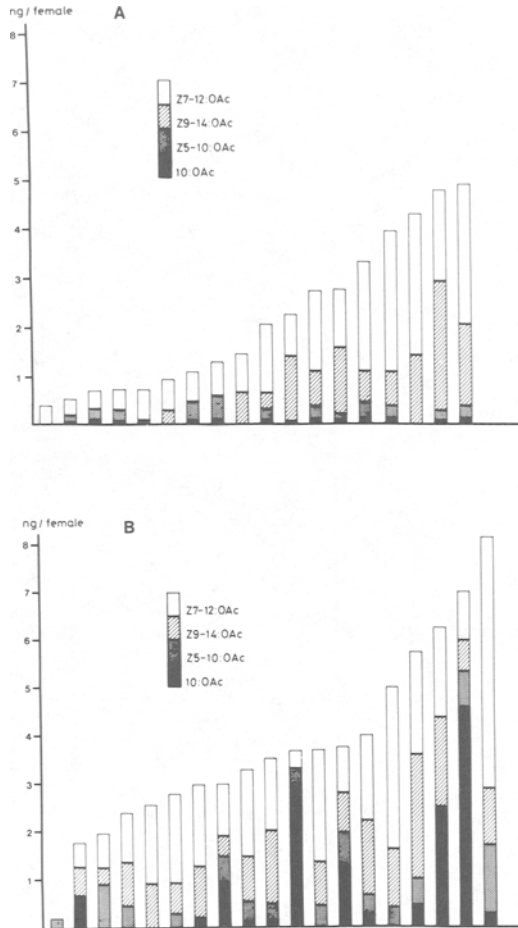 ng / female
A
8
7
6
5
4
3
2
1
Z7-12:OAc
Z9-14:OAc
Z5-10:OAc
10:OAc
ng / female
B
8
7
6
5
4
3
2
1
Z7-12:OAc
Z9-14:OAc
Z5-10:OAc
10:OAc